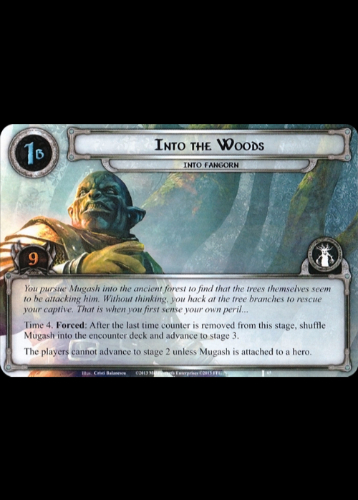 1B
INTO THE WOODS
INTO FANGORN
9
You pursue Mugash into the ancient forest to find that the trees themselves seem
to be attacking him. Without thinking, you hack at the tree branches to rescue
your captive. That is when you first sense your own peril...
Time 4. Forced: After the last time counter is removed from this stage, shuffle
Mugash into the encounter deck and advance to stage 3.
The players cannot advance to stage 2 unless Mugash is attached to a hero.
Illus. Cristi Balanescu
Enterprises